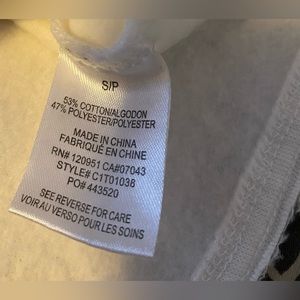 S/P
53% COTTON/ALGODON
47% POLYESTER/POLYESTER
MADE IN CHINA
FABRIQUÉ EN CHINE
RN# 120951 CA#07043
STYLE# C1T01038
PO# 443520
SEE REVERSE FOR CARE
VOIR AU VERSO POUR LES SOINS